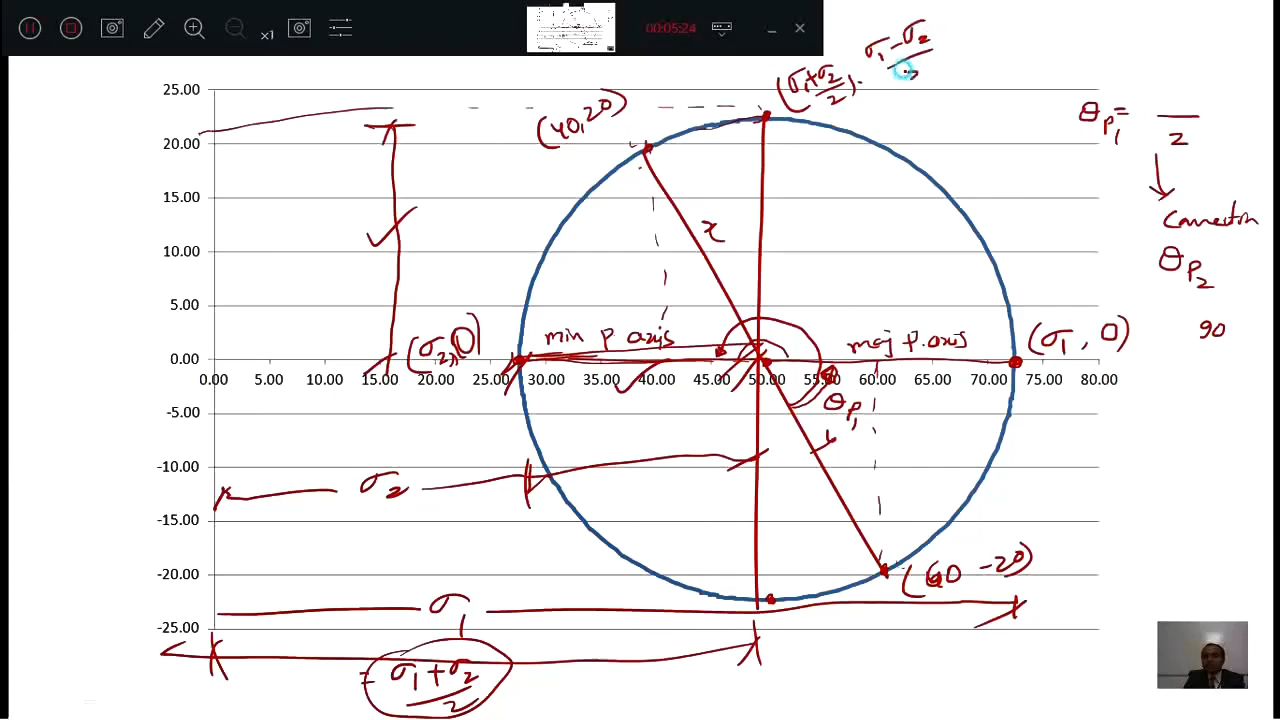 ×1
00:05:24
σ1-σ2
(σ1+σ2/2).
25.00
(40,20)
θP1= __/2
20.00
15.00
x
10.00
θP2
5.00
min p axis
maj p.axis
(σ1, 0)
90
(σ2, 0)
0.00
0.00 5.00 10.00 15.00 20.00 25.00 30.00 35.00 40.00 45.00 50.00 55.00 60.00 65.00 70.00 75.00 80.00
θP1
-5.00
-10.00
σ2
-15.00
-20.00
(60 -20)
σ1
-25.00
= σ1+σ2/2